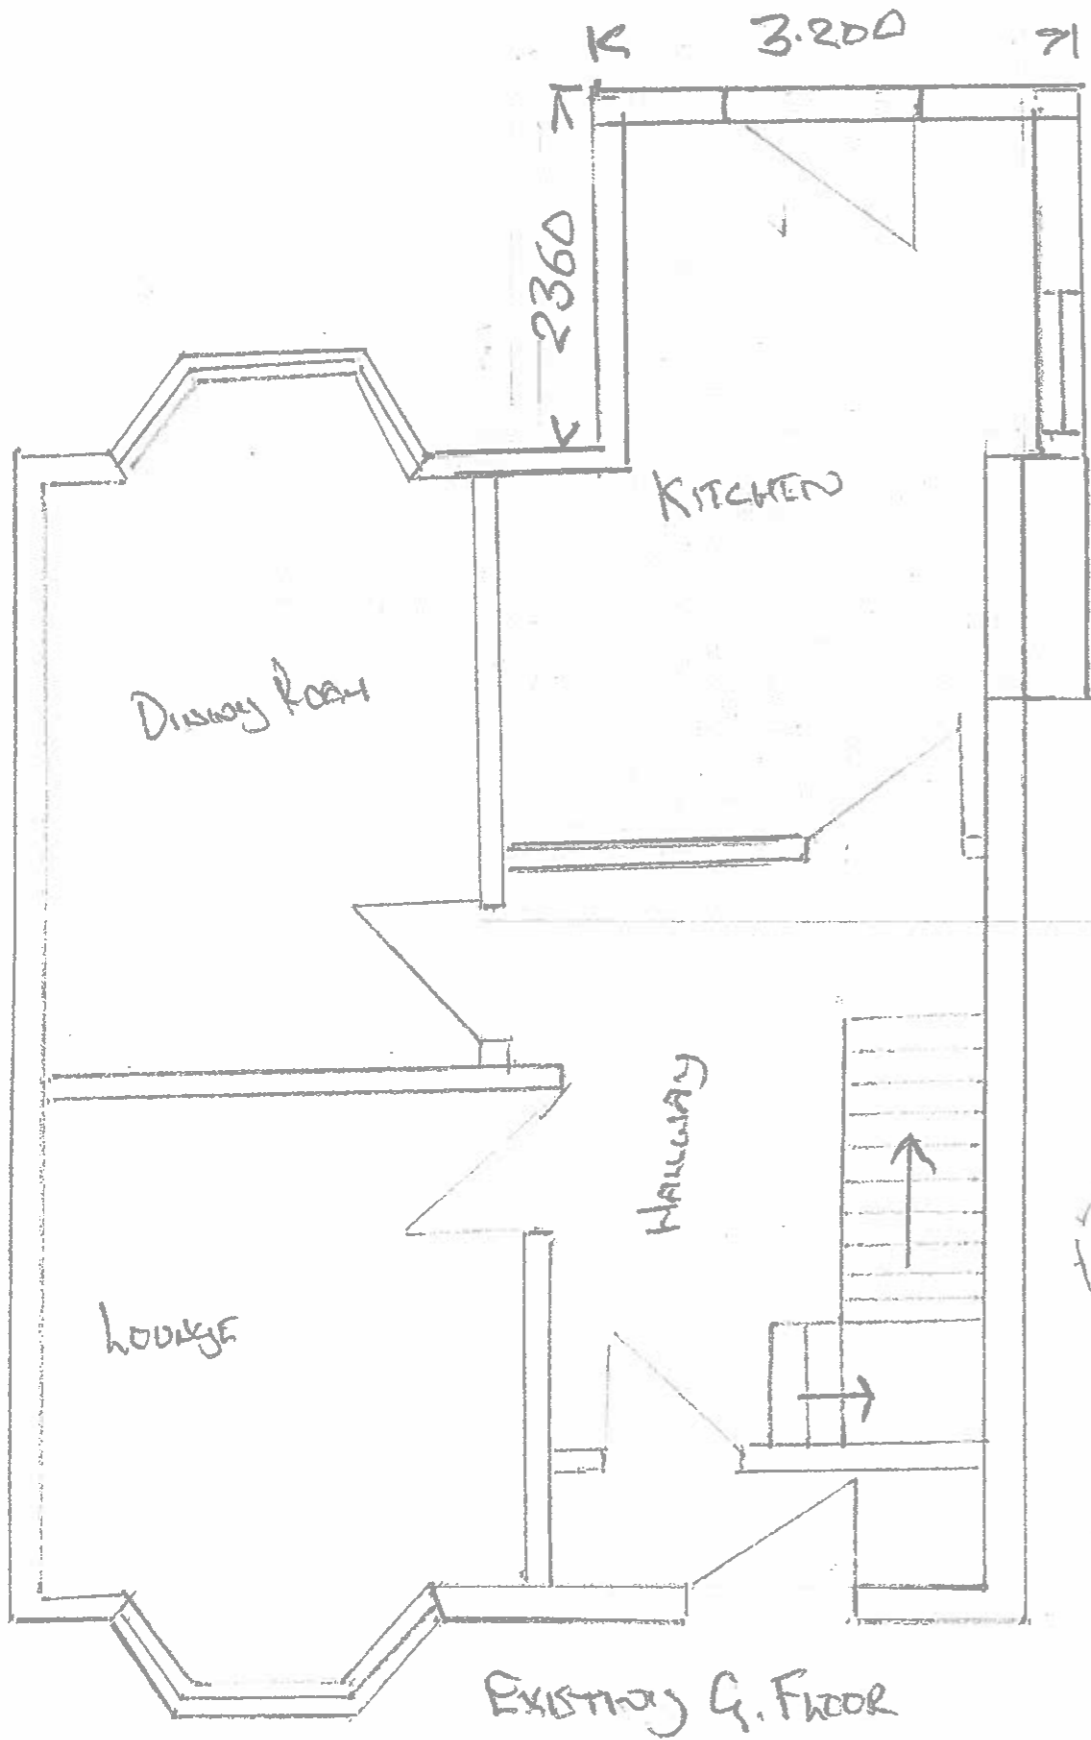 3.200
2360
KITCHEN
DINING ROOM
HALLWAY
LOUNGE
EXISTING G. FLOOR